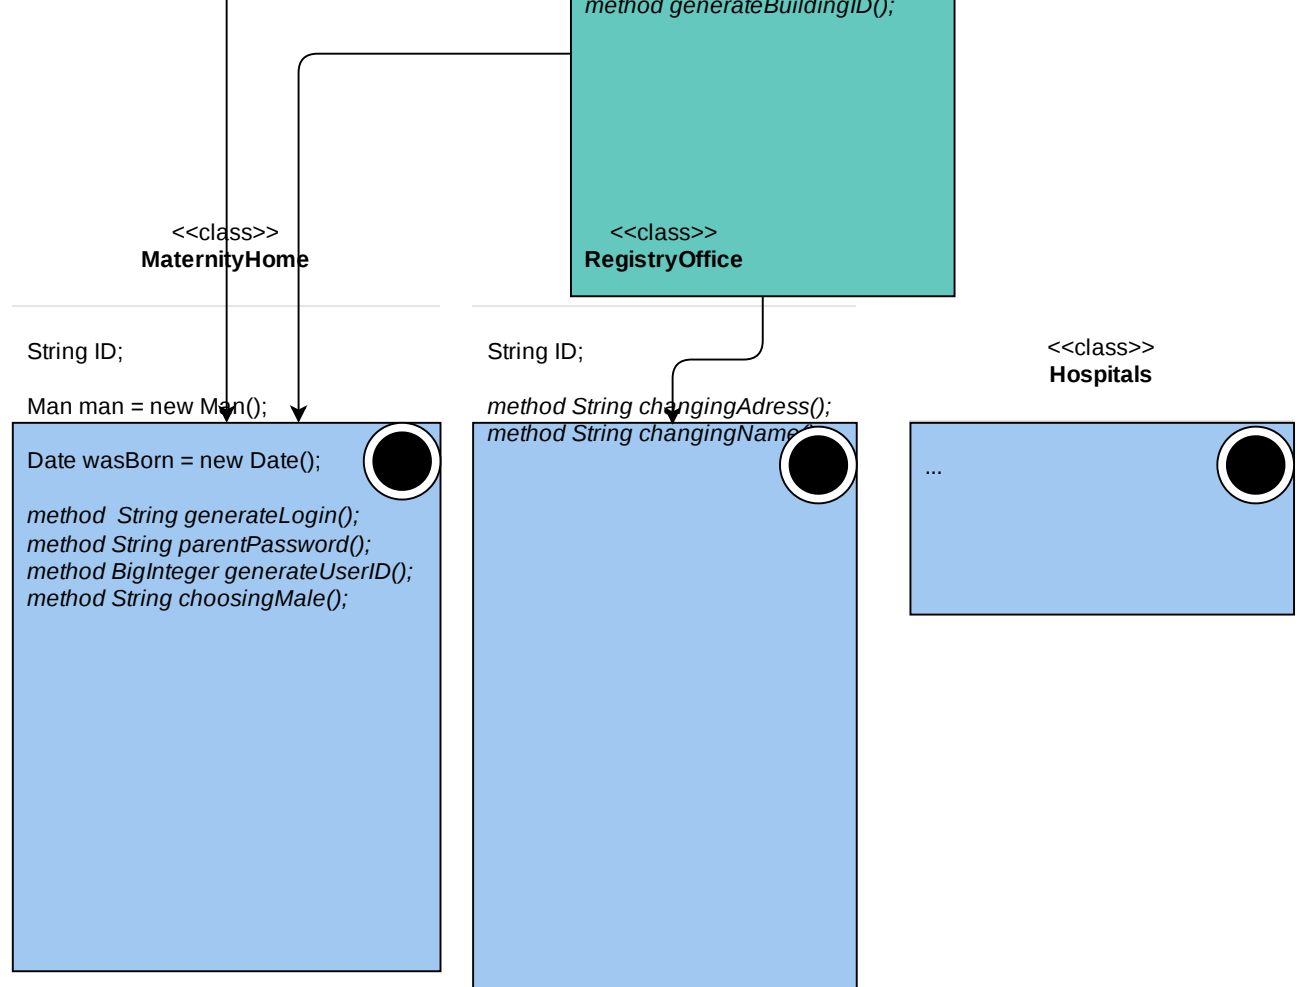 method generateBuildingID();
<<class>>
MaternityHome
String ID;
Man man = new Man();
Date wasBorn = new Date();
method  String generateLogin();
method String parentPassword();
method BigInteger generateUserID();
method String choosingMale();
<<class>>
RegistryOffice
String ID;
method String changingAdress();
method String changingName
<<class>>
Hospitals
...